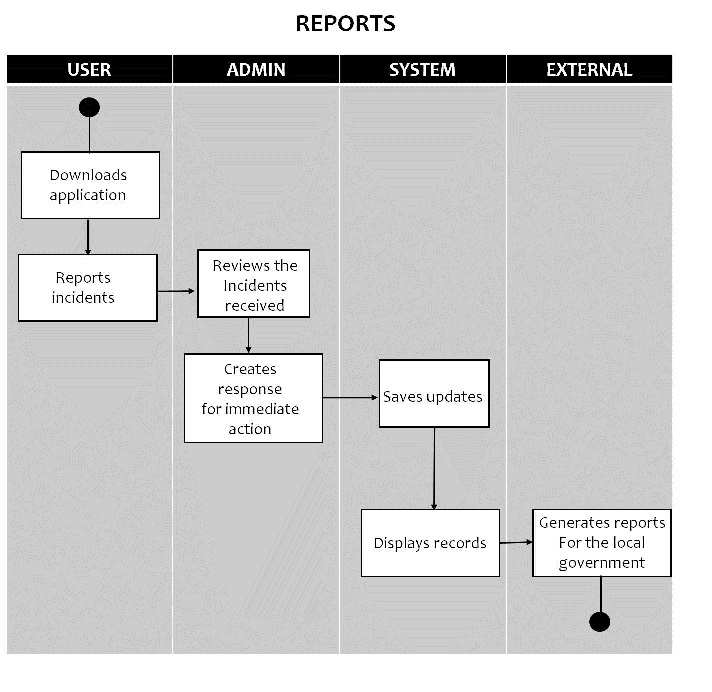 REPORTS
USER
ADMIN
SYSTEM
EXTERNAL
Downloads
application
Reports
incidents
Reviews the
Incidents
received
Creates
response
for immediate
action
Saves updates
Displays records
Generates reports
For the local
government